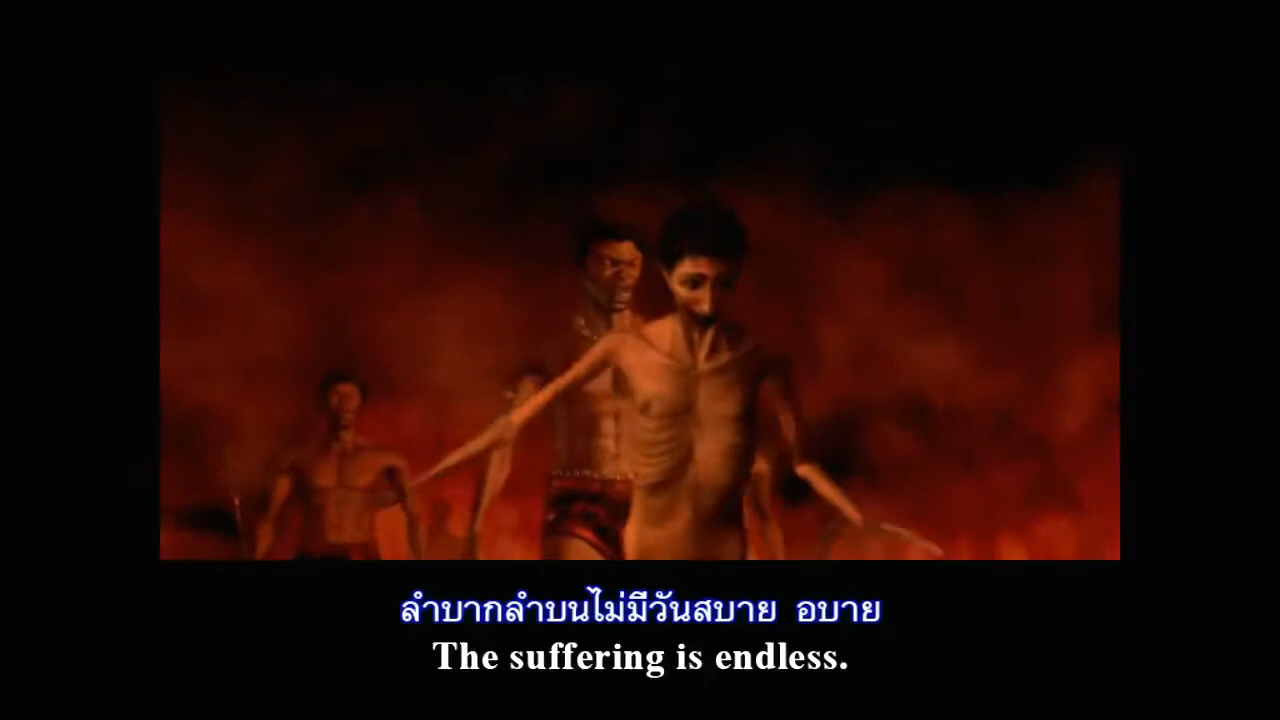 ลำบากลำบนไม่มีวันสบาย อบาย
The suffering is endless.